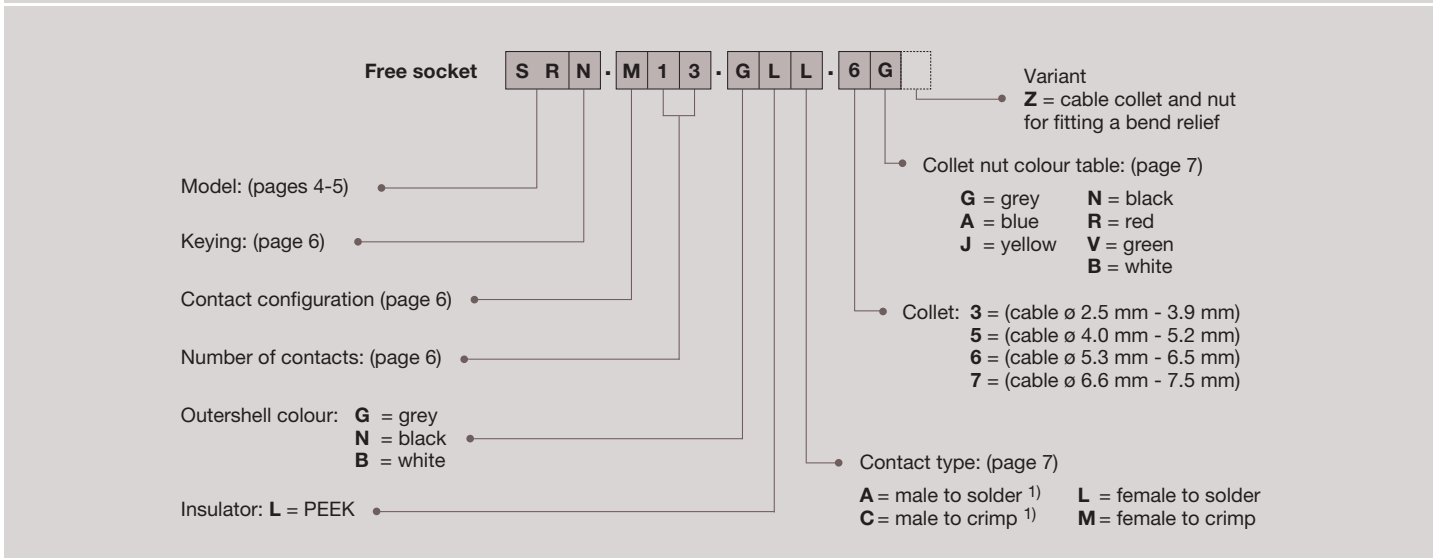 Free socket S R N . M 1 3 . G L L . 6 G
Variant
Z = cable collet and nut
for fitting a bend relief
Collet nut colour table: (page 7)
G = grey N = black
A = blue R = red
J = yellow V = green
B = white
Model: (pages 4-5)
Keying: (page 6)
Contact configuration (page 6)
Collet: 3 = (cable ø 2.5 mm - 3.9 mm)
5 = (cable ø 4.0 mm - 5.2 mm)
6 = (cable ø 5.3 mm - 6.5 mm)
7 = (cable ø 6.6 mm - 7.5 mm)
Number of contacts: (page 6)
Outershell colour: G = grey
N = black
B = white
Contact type: (page 7)
A = male to solder 1) L = female to solder
C = male to crimp 1) M = female to crimp
Insulator: L = PEEK